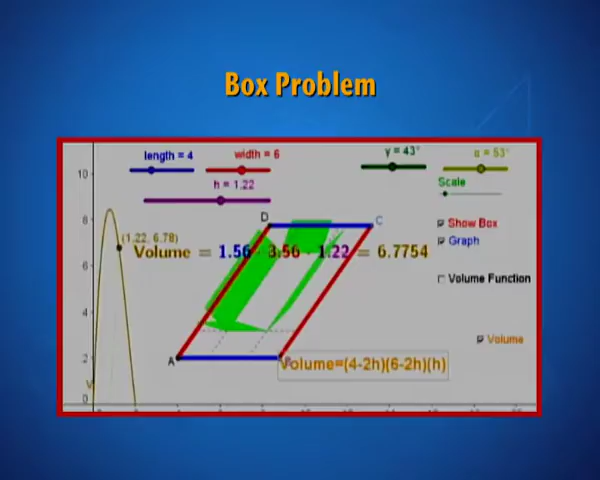 Box Problem
length = 4
width = 6
γ = 43°
α = 53°
h = 1.22
Scale
10
8
6
4
2
0
0
D
C
A
(1.22, 6.78)
Volume = 1.56 · 3.56 · 1.22 = 6.7754
Show Box
Graph
Volume Function
Volume
Volume=(4-2h)(6-2h)(h)
V